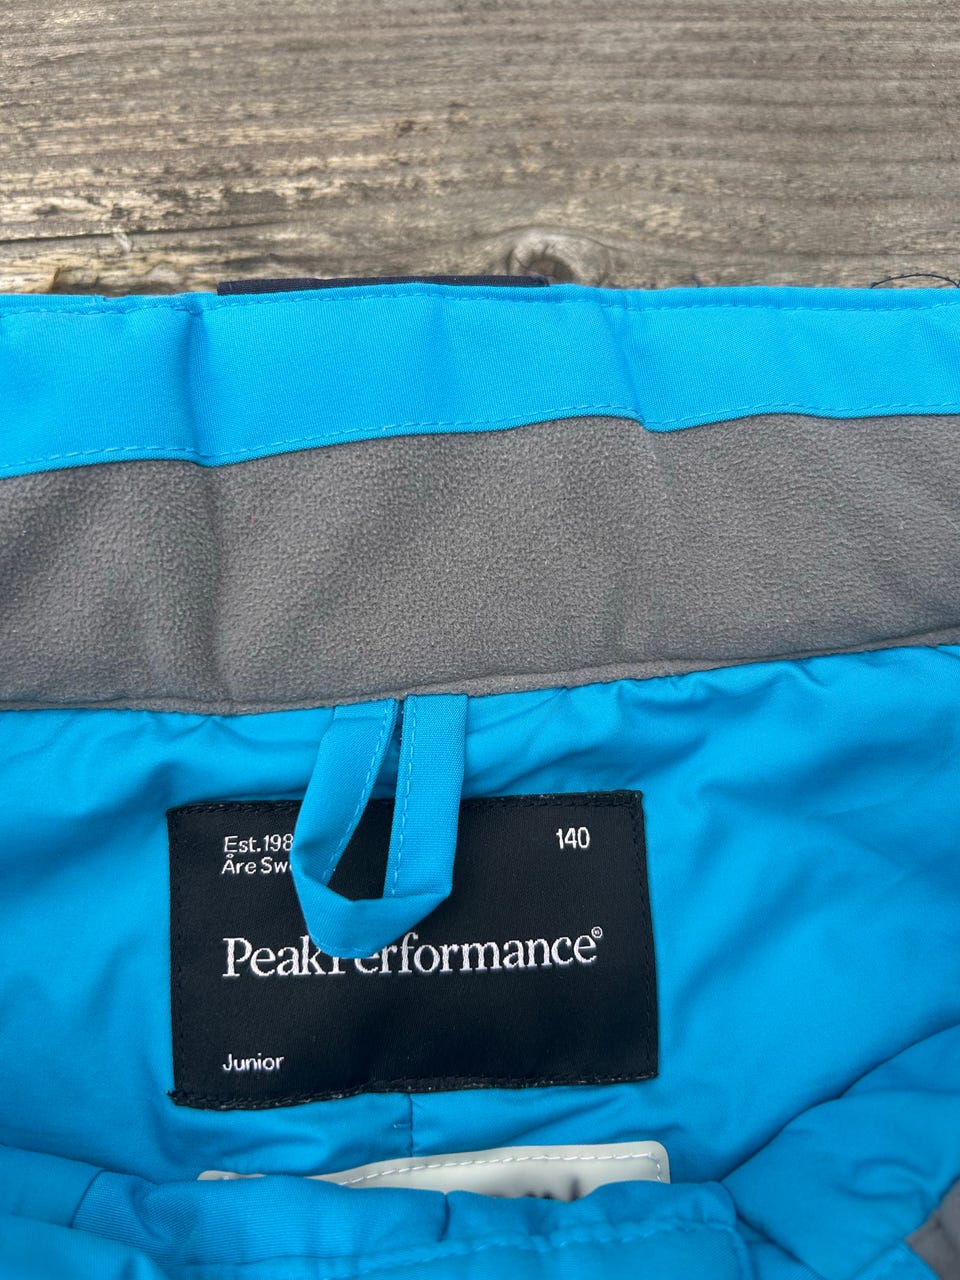 Est.198
140
Åre Swe
PeakPerformance®
Junior